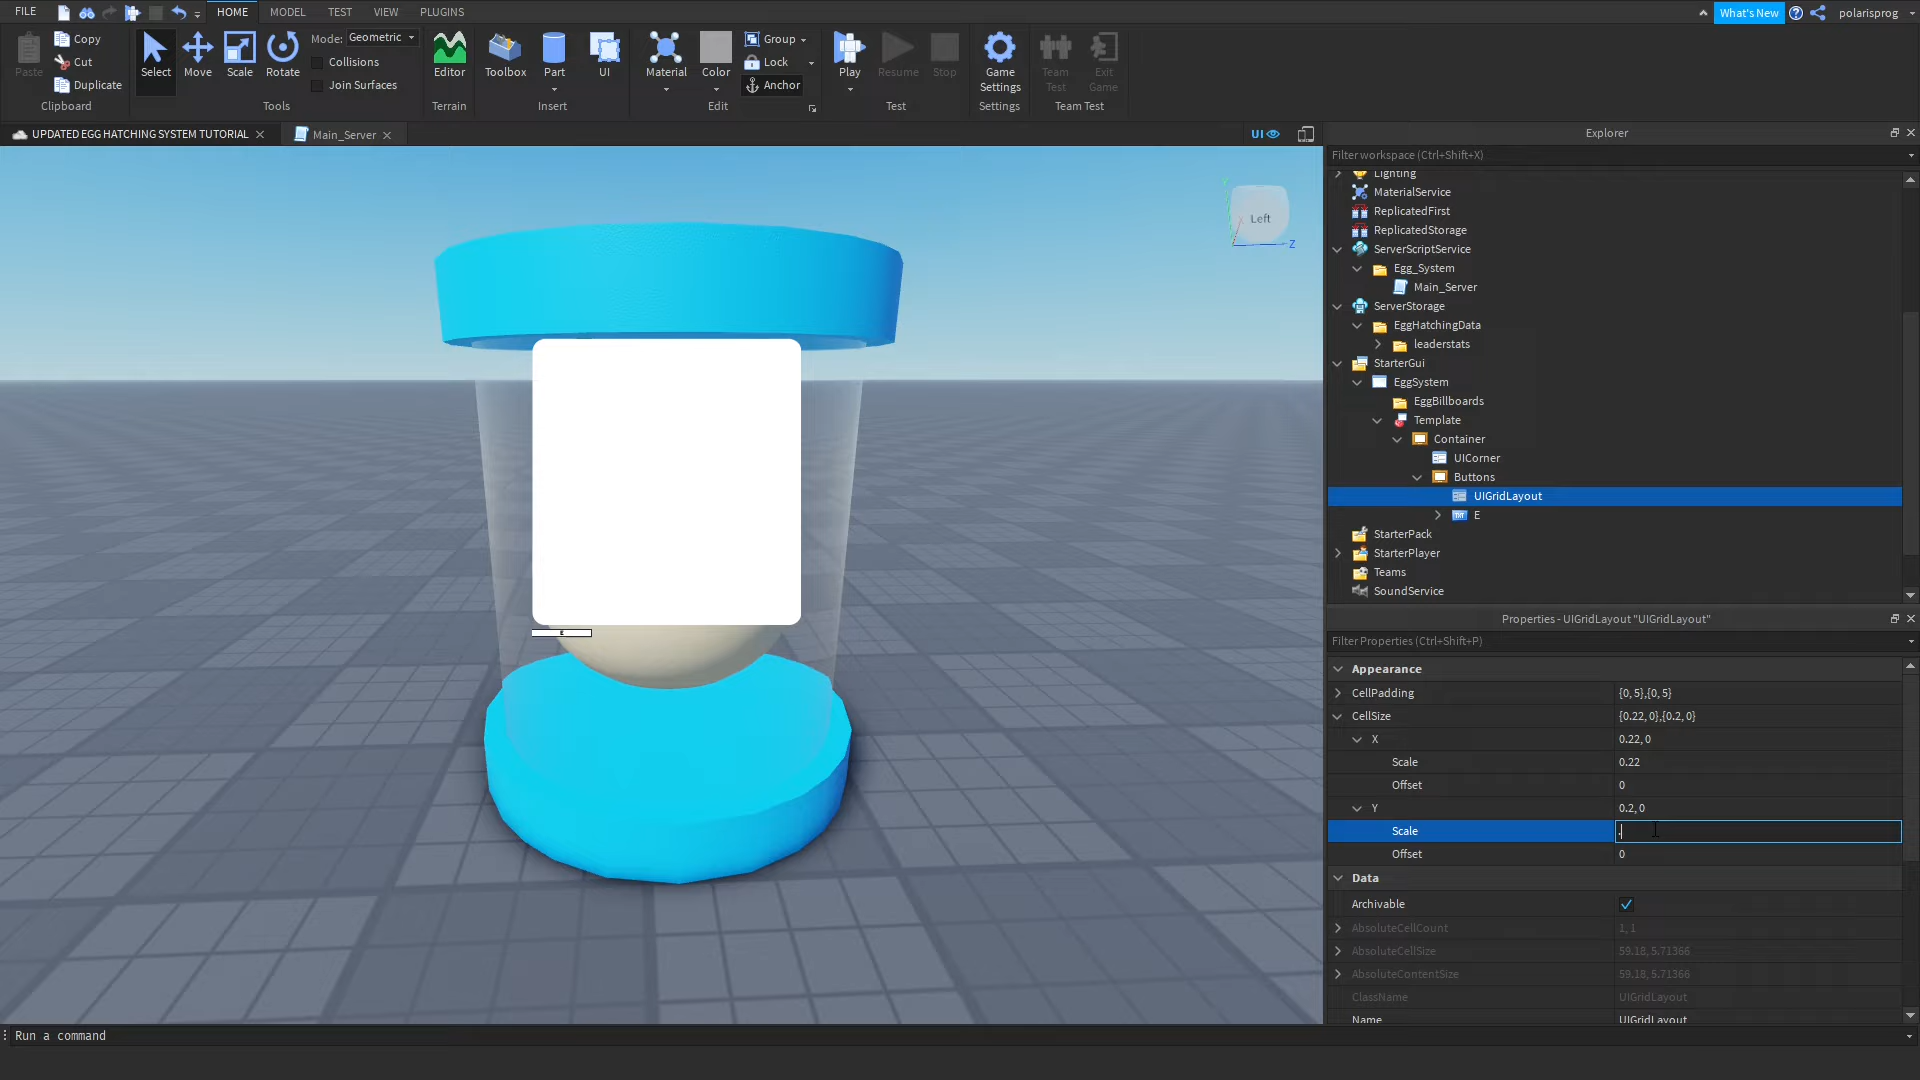 FILE
HOME
MODEL
TEST
VIEW
PLUGINS
What's New
polarisprog
Paste
Copy
Cut
Duplicate
Clipboard
Select
Move
Scale
Rotate
Mode: Geometric
Collisions
Join Surfaces
Tools
Editor
Terrain
Toolbox
Part
UI
Insert
Material
Color
Group
Lock
Anchor
Edit
Play
Resume
Stop
Test
Game
Settings
Settings
Team
Test
Exit
Game
Team Test
UPDATED EGG HATCHING SYSTEM TUTORIAL
Main_Server
UI
Explorer
Filter workspace (Ctrl+Shift+X)
Lighting
MaterialService
ReplicatedFirst
ReplicatedStorage
ServerScriptService
Egg_System
Main_Server
ServerStorage
EggHatchingData
leaderstats
StarterGui
EggSystem
EggBillboards
Template
Container
UICorner
Buttons
UIGridLayout
E
StarterPack
StarterPlayer
Teams
SoundService
Left
Y
Z
E
Properties - UIGridLayout "UIGridLayout"
Filter Properties (Ctrl+Shift+P)
Appearance
CellPadding {0, 5},{0, 5}
CellSize {0.22, 0},{0.2, 0}
X 0.22, 0
Scale 0.22
Offset 0
Y 0.2, 0
Scale .
Offset 0
Data
Archivable
AbsoluteCellCount 1, 1
AbsoluteCellSize 59.18, 5.71366
AbsoluteContentSize 59.18, 5.71366
ClassName UIGridLayout
Name UIGridLayout
Run a command